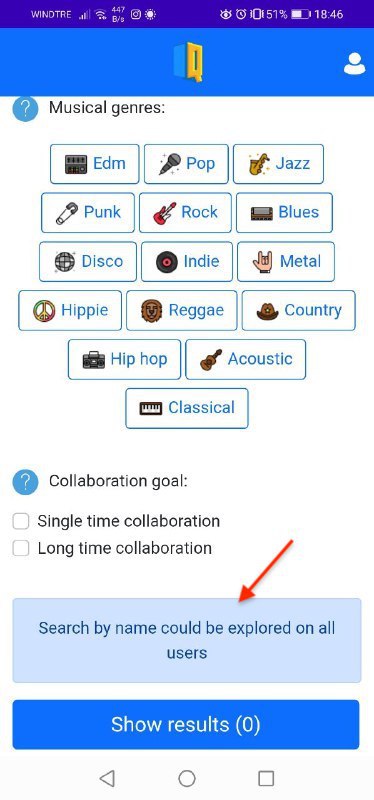 WINDTRE 447 B/s 51% 18:46
? Musical genres:
Edm Pop Jazz
Punk Rock Blues
Disco Indie Metal
Hippie Reggae Country
Hip hop Acoustic
Classical
? Collaboration goal:
Single time collaboration
Long time collaboration
Search by name could be explored on all
users
Show results (0)